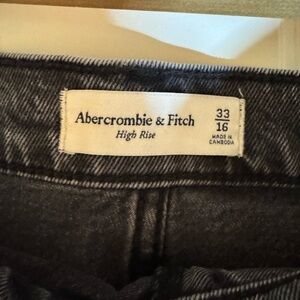 Abercrombie & Fitch
High Rise
33
16
MADE IN
CAMBODIA